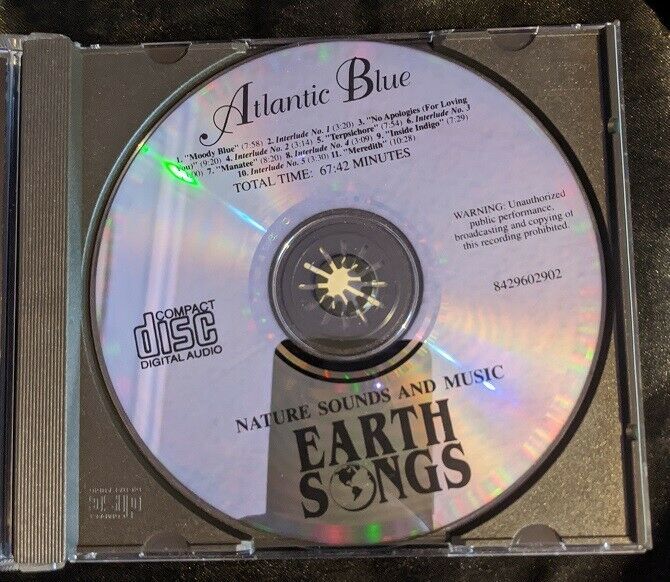 Atlantic Blue
1. "Moody Blue" (7:58) 2. Interlude No. 1 (3:20) 3. "No Apologies (For Loving
You)" (9:20) 4. Interlude No. 2 (3:14) 5. "Terpsichore" (7:54) 6. Interlude No. 3
7. "Manatee" (8:20) 8. Interlude No. 4 (3:09) 9. "Inside Indigo" (7:29)
10. Interlude No. 5 (3:30) 11. "Meredith" (10:28)
TOTAL TIME: 67:42 MINUTES
WARNING: Unauthorized
public performance,
broadcasting and copying of
this recording prohibited.
8429602902
COMPACT
disc
DIGITAL AUDIO
NATURE SOUNDS AND MUSIC
EARTH
SONGS